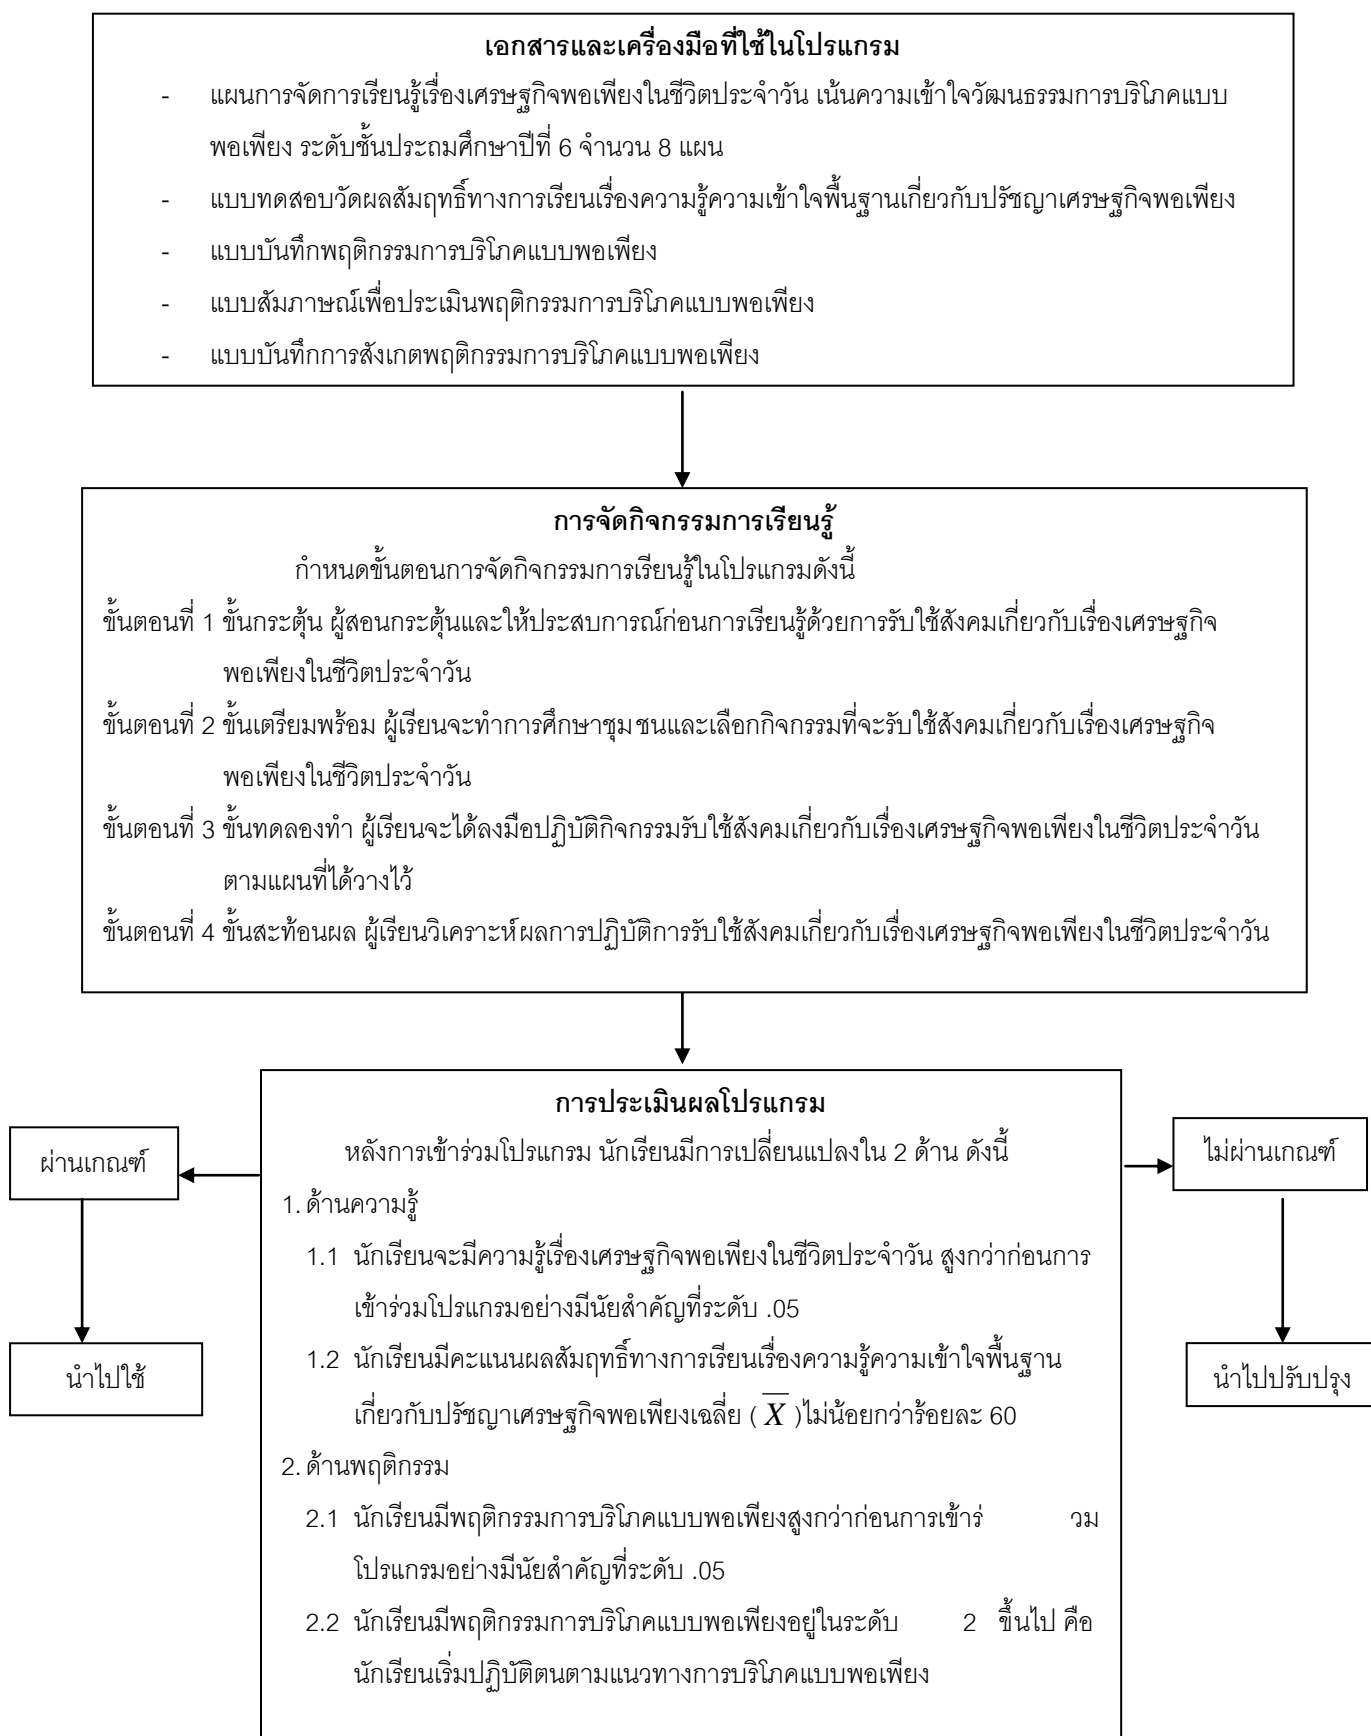 เอกสารและเครื่องมือที่ใช้ในโปรแกรม
- แผนการจัดการเรียนรู้เรื่องเศรษฐกิจพอเพียงในชีวิตประจำวัน เน้นความเข้าใจวัฒนธรรมการบริโภคแบบ
พอเพียง ระดับชั้นประถมศึกษาปีที่ 6 จำนวน 8 แผน
- แบบทดสอบวัดผลสัมฤทธิ์ทางการเรียนเรื่องความรู้ความเข้าใจพื้นฐานเกี่ยวกับปรัชญาเศรษฐกิจพอเพียง
- แบบบันทึกพฤติกรรมการบริโภคแบบพอเพียง
- แบบสัมภาษณ์เพื่อประเมินพฤติกรรมการบริโภคแบบพอเพียง
- แบบบันทึกการสังเกตพฤติกรรมการบริโภคแบบพอเพียง
การจัดกิจกรรมการเรียนรู้
กำหนดขั้นตอนการจัดกิจกรรมการเรียนรู้ในโปรแกรมดังนี้
ขั้นตอนที่ 1 ขั้นกระตุ้น ผู้สอนกระตุ้นและให้ประสบการณ์ก่อนการเรียนรู้ด้วยการรับใช้สังคมเกี่ยวกับเรื่องเศรษฐกิจ
พอเพียงในชีวิตประจำวัน
ขั้นตอนที่ 2 ขั้นเตรียมพร้อม ผู้เรียนจะทำการศึกษาชุมชนและเลือกกิจกรรมที่จะรับใช้สังคมเกี่ยวกับเรื่องเศรษฐกิจ
พอเพียงในชีวิตประจำวัน
ขั้นตอนที่ 3 ขั้นทดลองทำ ผู้เรียนจะได้ลงมือปฏิบัติกิจกรรมรับใช้สังคมเกี่ยวกับเรื่องเศรษฐกิจพอเพียงในชีวิตประจำวัน
ตามแผนที่ได้วางไว้
ขั้นตอนที่ 4 ขั้นสะท้อนผล ผู้เรียนวิเคราะห์ผลการปฏิบัติการรับใช้สังคมเกี่ยวกับเรื่องเศรษฐกิจพอเพียงในชีวิตประจำวัน
การประเมินผลโปรแกรม
หลังการเข้าร่วมโปรแกรม นักเรียนมีการเปลี่ยนแปลงใน 2 ด้าน ดังนี้
1. ด้านความรู้
1.1 นักเรียนจะมีความรู้เรื่องเศรษฐกิจพอเพียงในชีวิตประจำวัน สูงกว่าก่อนการ
เข้าร่วมโปรแกรมอย่างมีนัยสำคัญที่ระดับ .05
1.2 นักเรียนมีคะแนนผลสัมฤทธิ์ทางการเรียนเรื่องความรู้ความเข้าใจพื้นฐาน
เกี่ยวกับปรัชญาเศรษฐกิจพอเพียงเฉลี่ย ( X̅ )ไม่น้อยกว่าร้อยละ 60
2. ด้านพฤติกรรม
2.1 นักเรียนมีพฤติกรรมการบริโภคแบบพอเพียงสูงกว่าก่อนการเข้าร่ วม
โปรแกรมอย่างมีนัยสำคัญที่ระดับ .05
2.2 นักเรียนมีพฤติกรรมการบริโภคแบบพอเพียงอยู่ในระดับ 2 ขึ้นไป คือ
นักเรียนเริ่มปฏิบัติตนตามแนวทางการบริโภคแบบพอเพียง
ผ่านเกณฑ์
นำไปใช้
ไม่ผ่านเกณฑ์
นำไปปรับปรุง